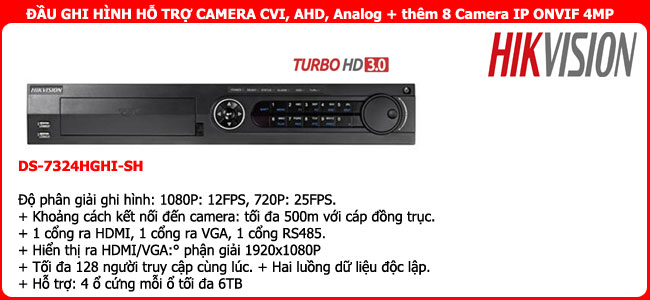 ĐẦU GHI HÌNH HỖ TRỢ CAMERA CVI, AHD, Analog + thêm 8 Camera IP ONVIF 4MP
HIKVISION
TURBO HD 3.0
HIKVISION
DS-7324HGHI-SH
Độ phân giải ghi hình: 1080P: 12FPS, 720P: 25FPS.
+ Khoảng cách kết nối đến camera: tối đa 500m với cáp đồng trục.
+ 1 cổng ra HDMI, 1 cổng ra VGA, 1 cổng RS485.
+ Hiển thị ra HDMI/VGA:° phận giải 1920x1080P
+ Tối đa 128 người truy cập cùng lúc. + Hai luồng dữ liệu độc lập.
+ Hỗ trợ: 4 ổ cứng mỗi ổ tối đa 6TB